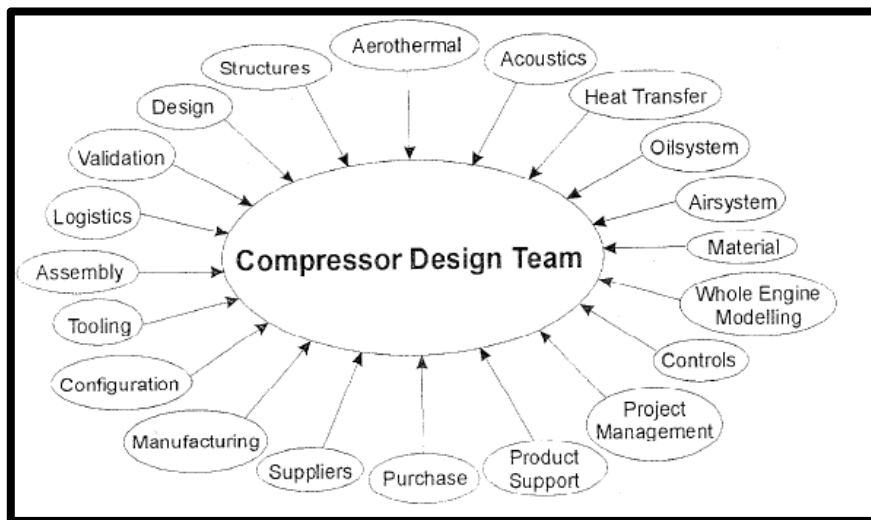 Aerothermal
Acoustics
Structures
Heat Transfer
Design
Oilsystem
Validation
Airsystem
Logistics
Material
Compressor Design Team
Assembly
Whole Engine
Modelling
Tooling
Controls
Configuration
Project
Management
Manufacturing
Product
Support
Suppliers
Purchase